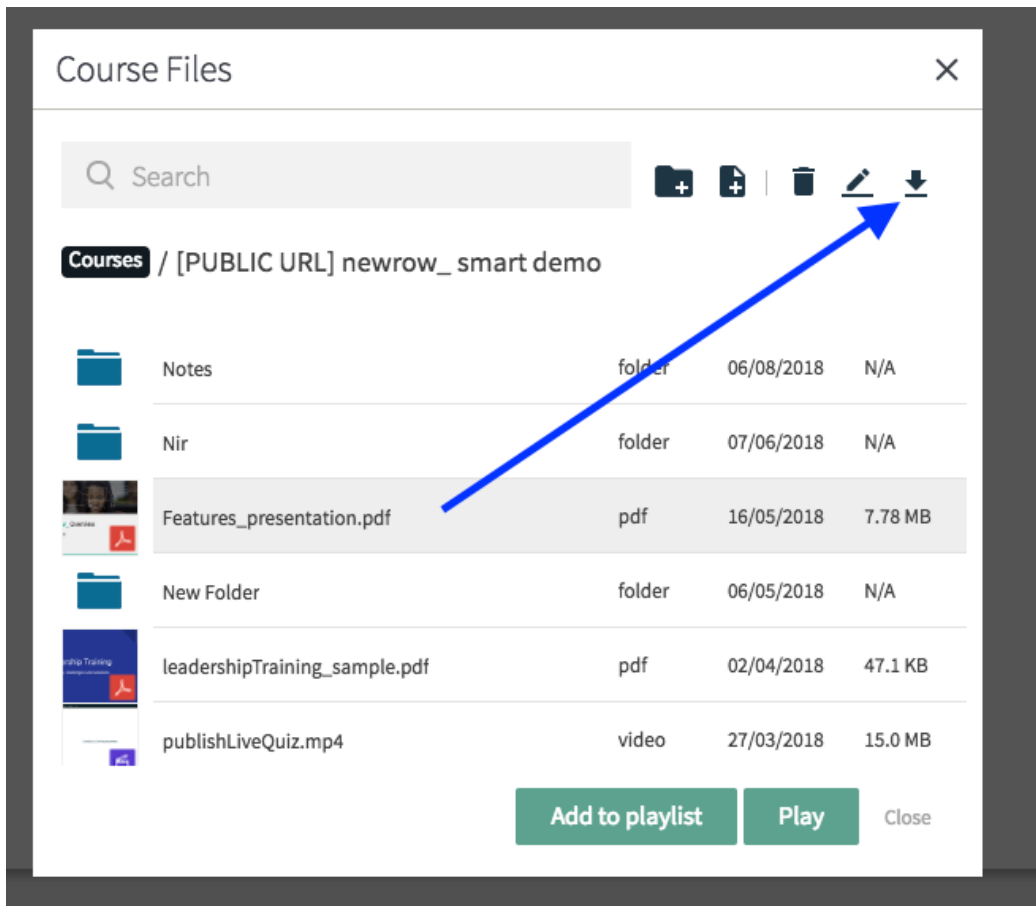 Course Files
Search
Courses / [PUBLIC URL] newrow_ smart demo
Notes folder 06/08/2018 N/A
Nir folder 07/06/2018 N/A
Features_presentation.pdf pdf 16/05/2018 7.78 MB
New Folder folder 06/05/2018 N/A
leadershipTraining_sample.pdf pdf 02/04/2018 47.1 KB
publishLiveQuiz.mp4 video 27/03/2018 15.0 MB
Add to playlist Play Close